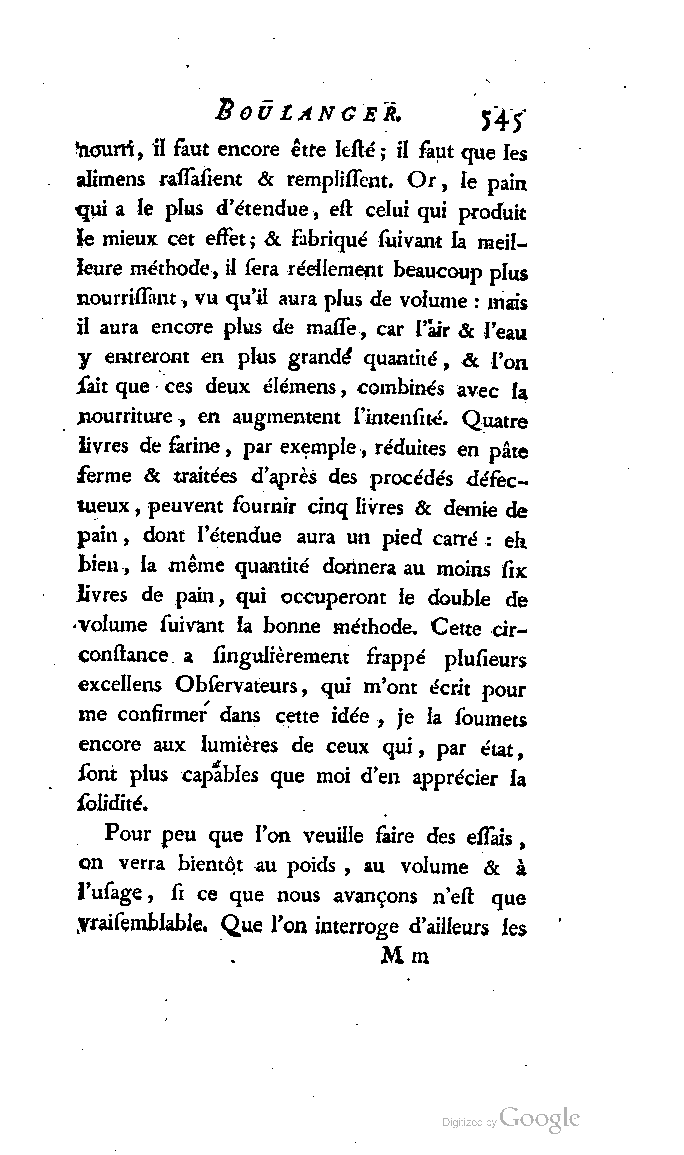 BOULANGER. 545
nourri, il faut encore être leſté; il faut que les
alimens raſſaſient & rempliſſent. Or, le pain
qui a le plus d'étendue, eſt celui qui produit
le mieux cet effet; & fabriqué ſuivant la meil-
leure méthode, il ſera réellement beaucoup plus
nourriſſant, vu qu'il aura plus de volume : mais
il aura encore plus de maſſe, car l'air & l'eau
y entreront en plus grande quantité, & l'on
ſait que ces deux élémens, combinés avec la
nourriture, en augmentent l'intenſité. Quatre
livres de farine, par exemple, réduites en pâte
ferme & traitées d'après des procédés défec-
tueux, peuvent fournir cinq livres & demie de
pain, dont l'étendue aura un pied carré : eh
bien, la même quantité donnera au moins ſix
livres de pain, qui occuperont le double de
volume ſuivant la bonne méthode. Cette cir-
conſtance a ſingulièrement frappé pluſieurs
excellens Obſervateurs, qui m'ont écrit pour
me confirmer dans cette idée, je la ſoumets
encore aux lumières de ceux qui, par état,
ſont plus capables que moi d'en apprécier la
ſolidité.
Pour peu que l'on veuille faire des eſſais,
on verra bientôt au poids, au volume & à
l'uſage, ſi ce que nous avançons n'eſt que
vraiſemblable. Que l'on interroge d'ailleurs les
M m
Digitized by Google